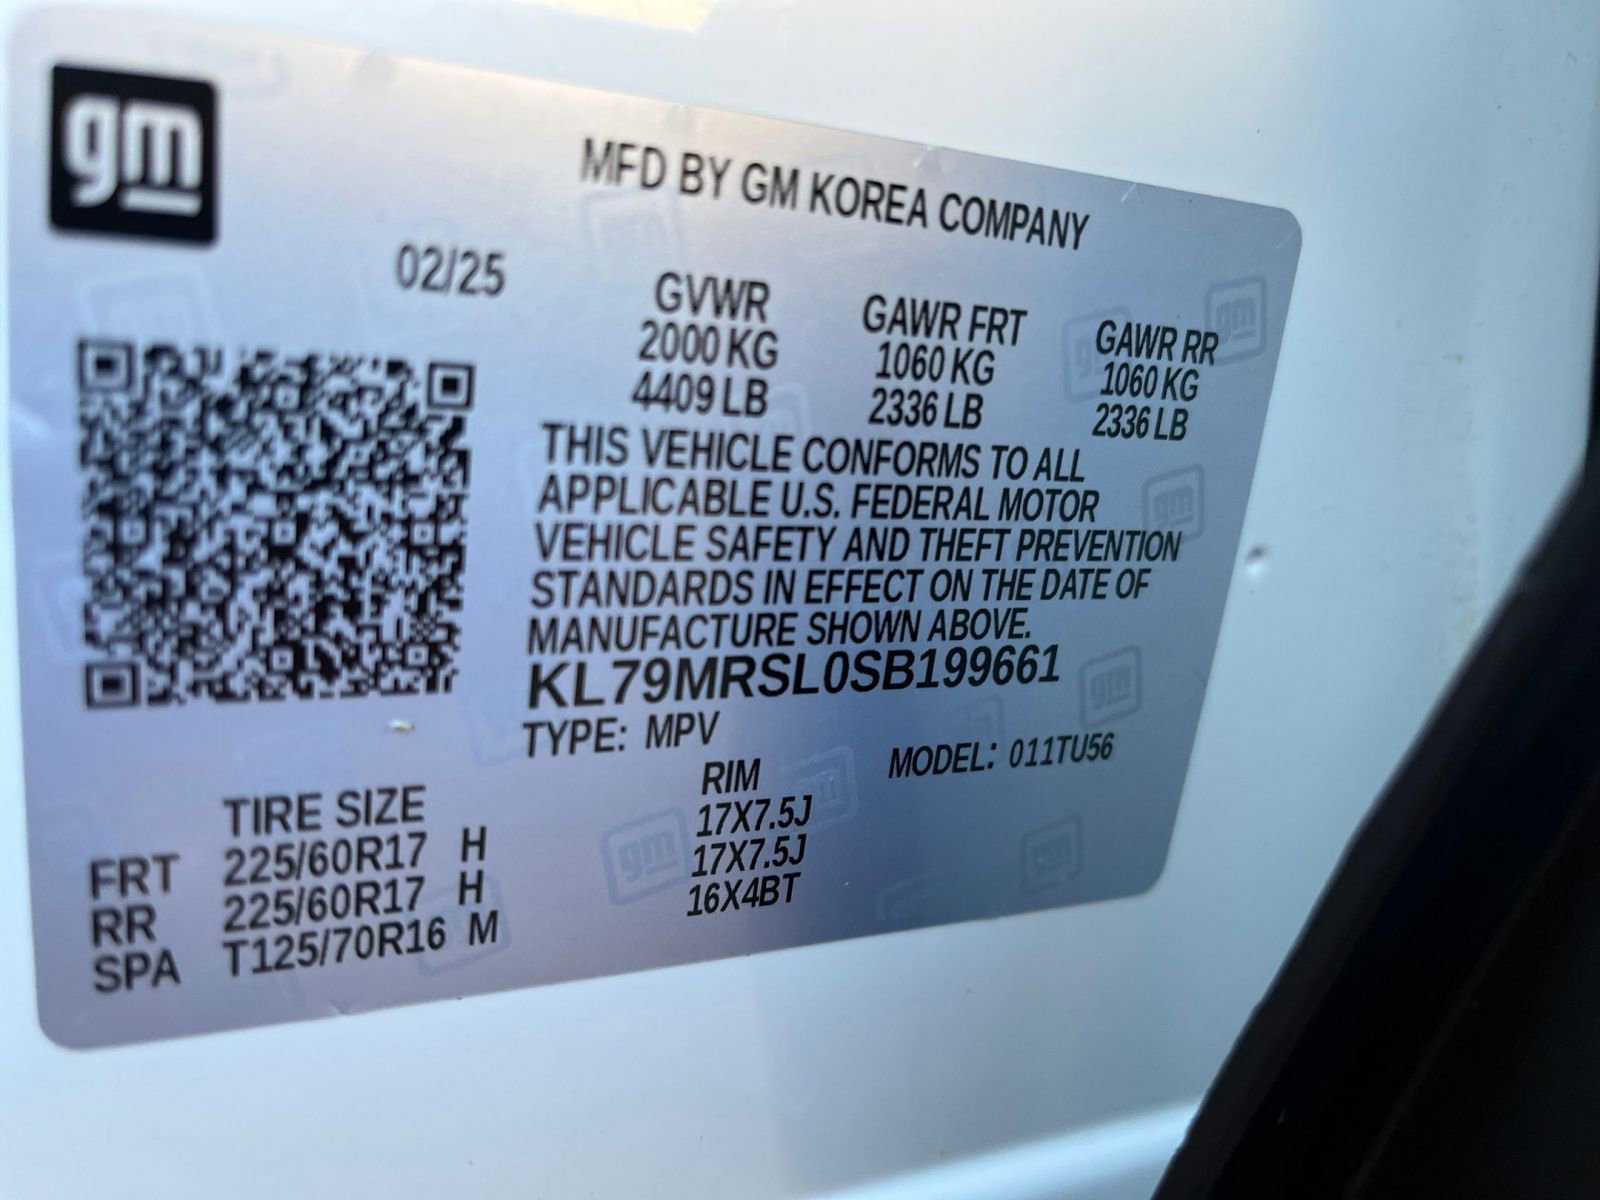 gm
MFD BY GM KOREA COMPANY
02/25
GVWR GAWR FRT GAWR RR
2000 KG 1060 KG 1060 KG
4409 LB 2336 LB 2336 LB
THIS VEHICLE CONFORMS TO ALL
APPLICABLE U.S. FEDERAL MOTOR
VEHICLE SAFETY AND THEFT PREVENTION
STANDARDS IN EFFECT ON THE DATE OF
MANUFACTURE SHOWN ABOVE.
KL79MRSL0SB199661
TYPE: MPV MODEL: 011TU56
TIRE SIZE RIM
FRT 225/60R17 H 17X7.5J
RR 225/60R17 H 17X7.5J
SPA T125/70R16 M 16X4BT